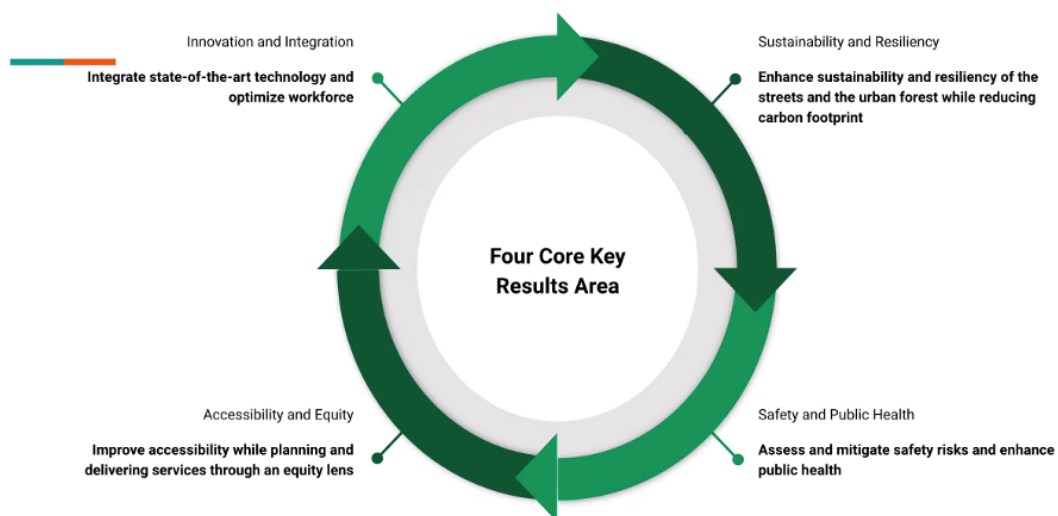 Innovation and Integration
Integrate state-of-the-art technology and
optimize workforce
Sustainability and Resiliency
Enhance sustainability and resiliency of the
streets and the urban forest while reducing
carbon footprint
Four Core Key
Results Area
Accessibility and Equity
Improve accessibility while planning and
delivering services through an equity lens
Safety and Public Health
Assess and mitigate safety risks and enhance
public health